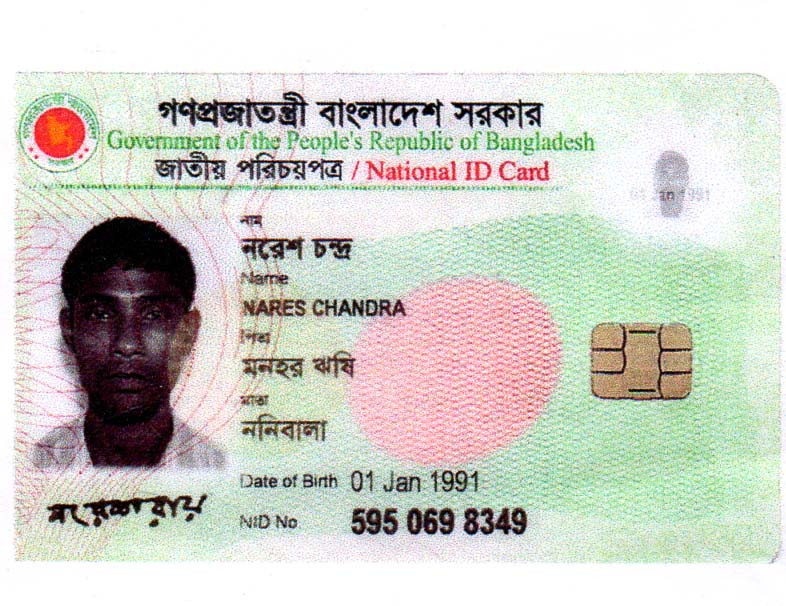 গণপ্রজাতন্ত্রী বাংলাদেশ সরকার
Government of the People's Republic of Bangladesh
জাতীয় পরিচয়পত্র / National ID Card
01 Jan 1991
নাম
নরেশ চন্দ্র
Name
NARES CHANDRA
পিতা
মনহর ঋষি
মাতা
ননিবালা
Date of Birth 01 Jan 1991
NID No 595 069 8349